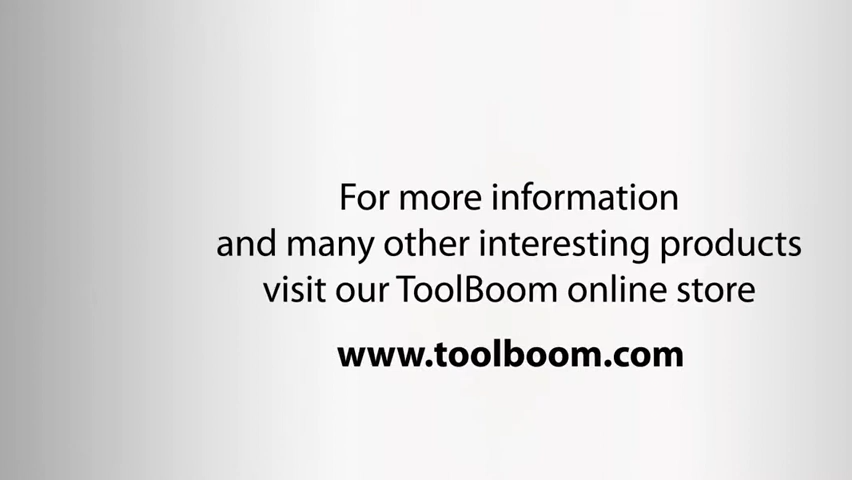 For more information
and many other interesting products
visit our ToolBoom online store
www.toolboom.com